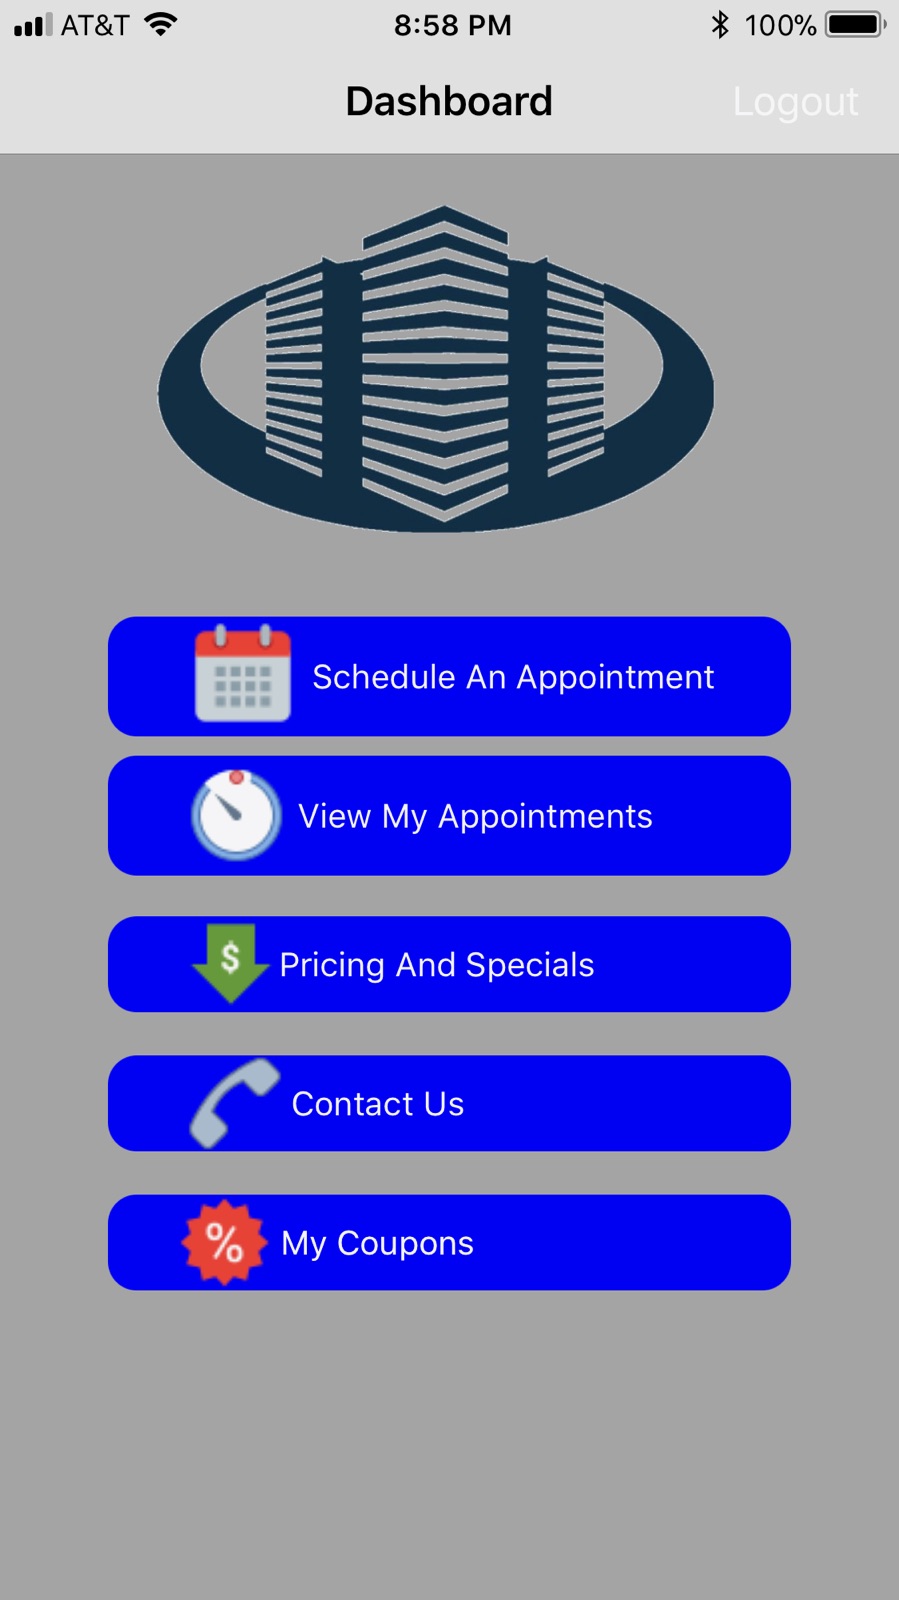 AT&T 8:58 PM 100%
Dashboard Logout
Schedule An Appointment
View My Appointments
$ Pricing And Specials
Contact Us
% My Coupons